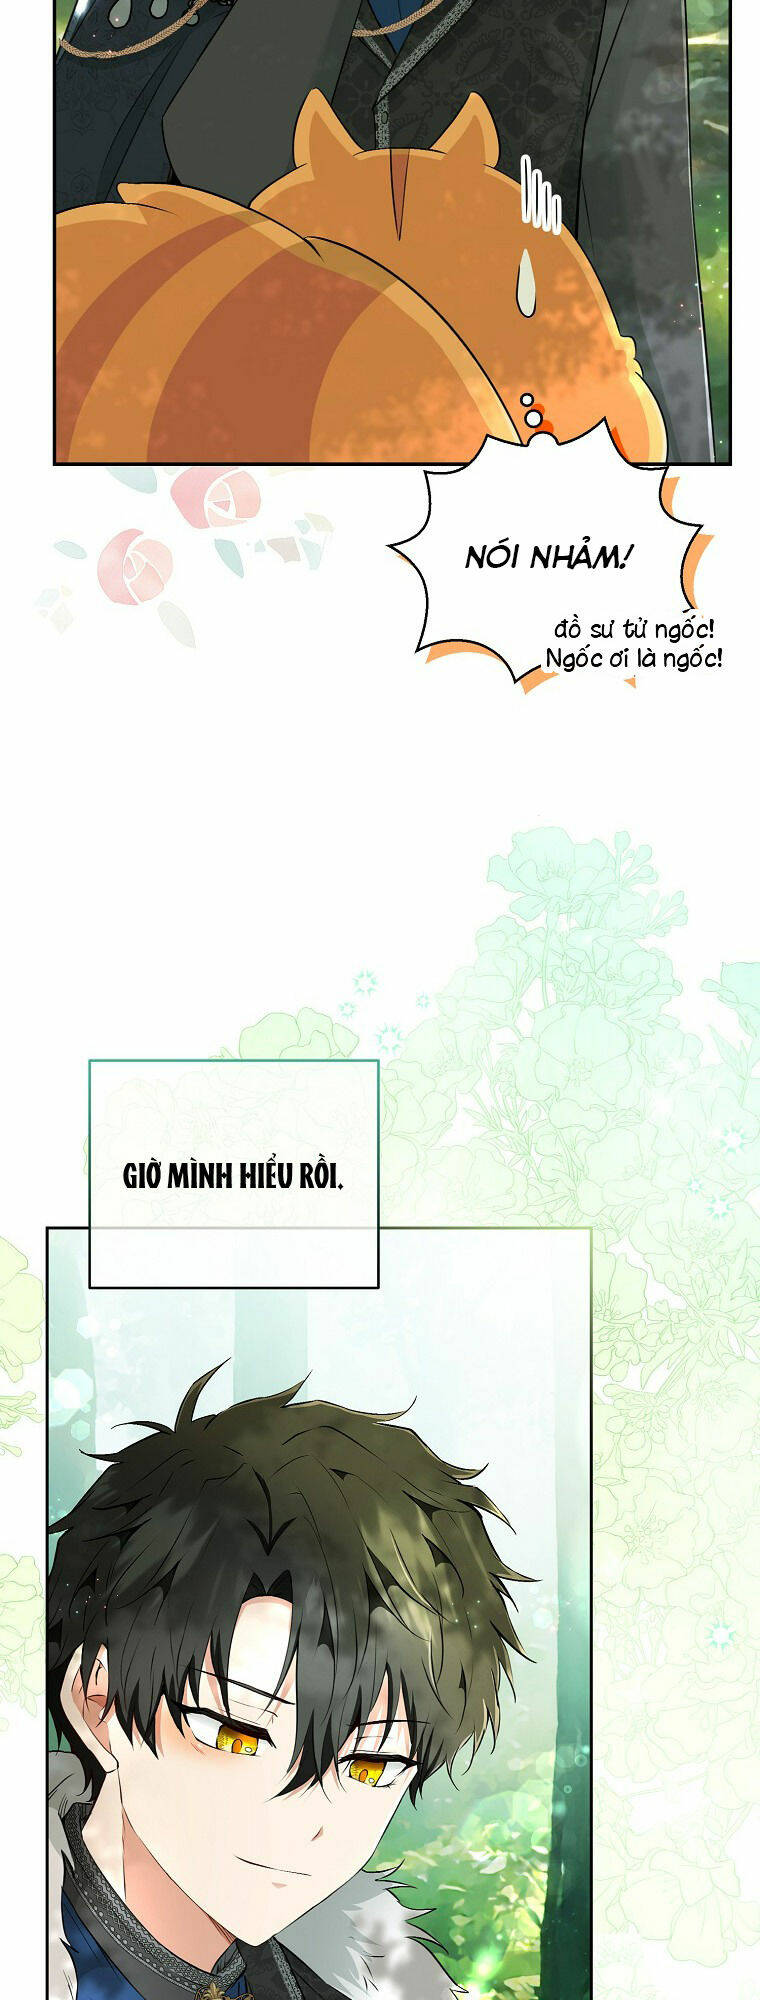 NÓI NHẢM!
đồ sư tử ngốc!
Ngốc ơi là ngốc!
GIỜ MÌNH HIỂU RỒI.